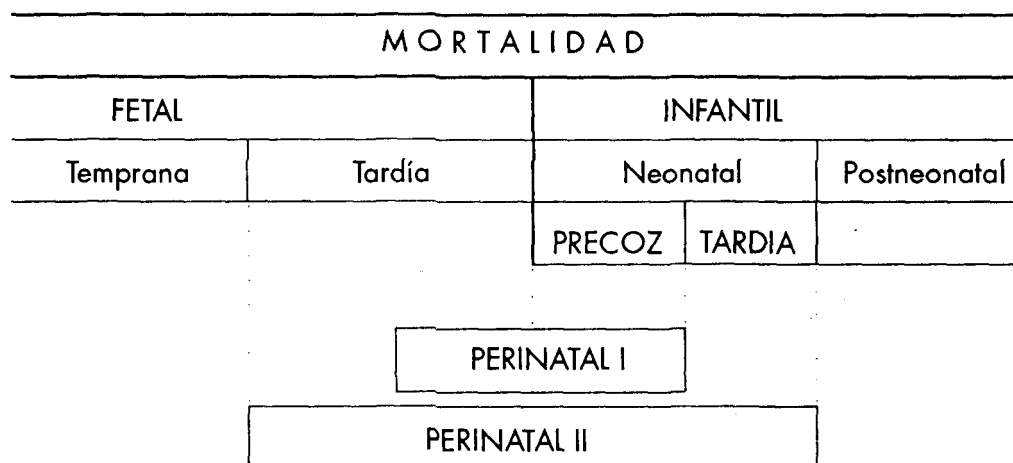 MORTALIDAD
FETAL INFANTIL
Temprana Tardía Neonatal Postneonatal
PRECOZ TARDIA
PERINATAL I
PERINATAL II